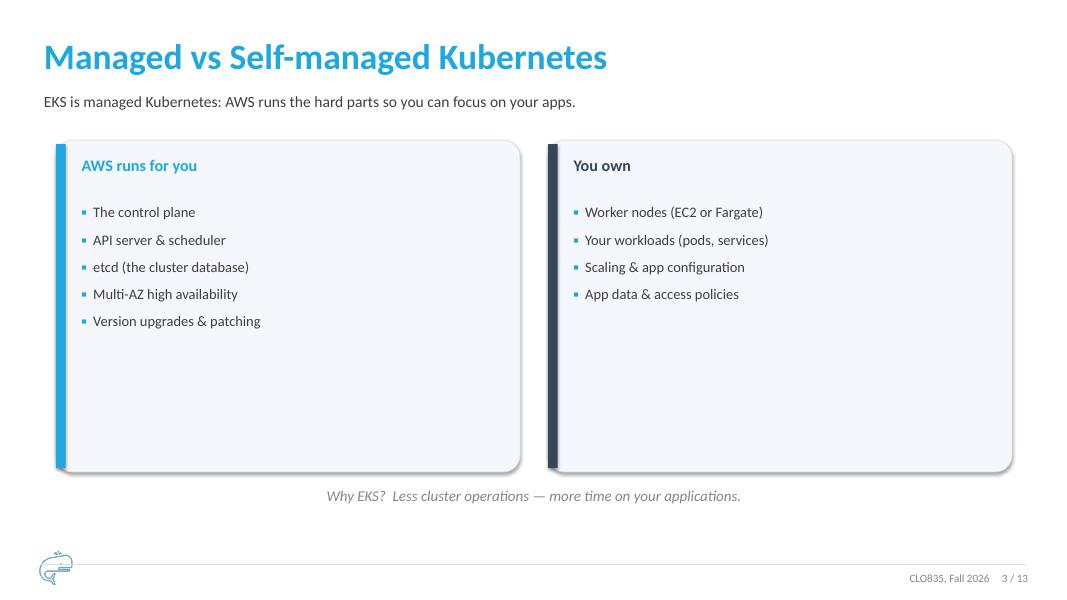 Managed vs Self-managed Kubernetes
EKS is managed Kubernetes: AWS runs the hard parts so you can focus on your apps.
AWS runs for you
The control plane
API server & scheduler
etcd (the cluster database)
Multi-AZ high availability
Version upgrades & patching
You own
Worker nodes (EC2 or Fargate)
Your workloads (pods, services)
Scaling & app configuration
App data & access policies
Why EKS?  Less cluster operations — more time on your applications.
CLO835, Fall 2026    3 / 13